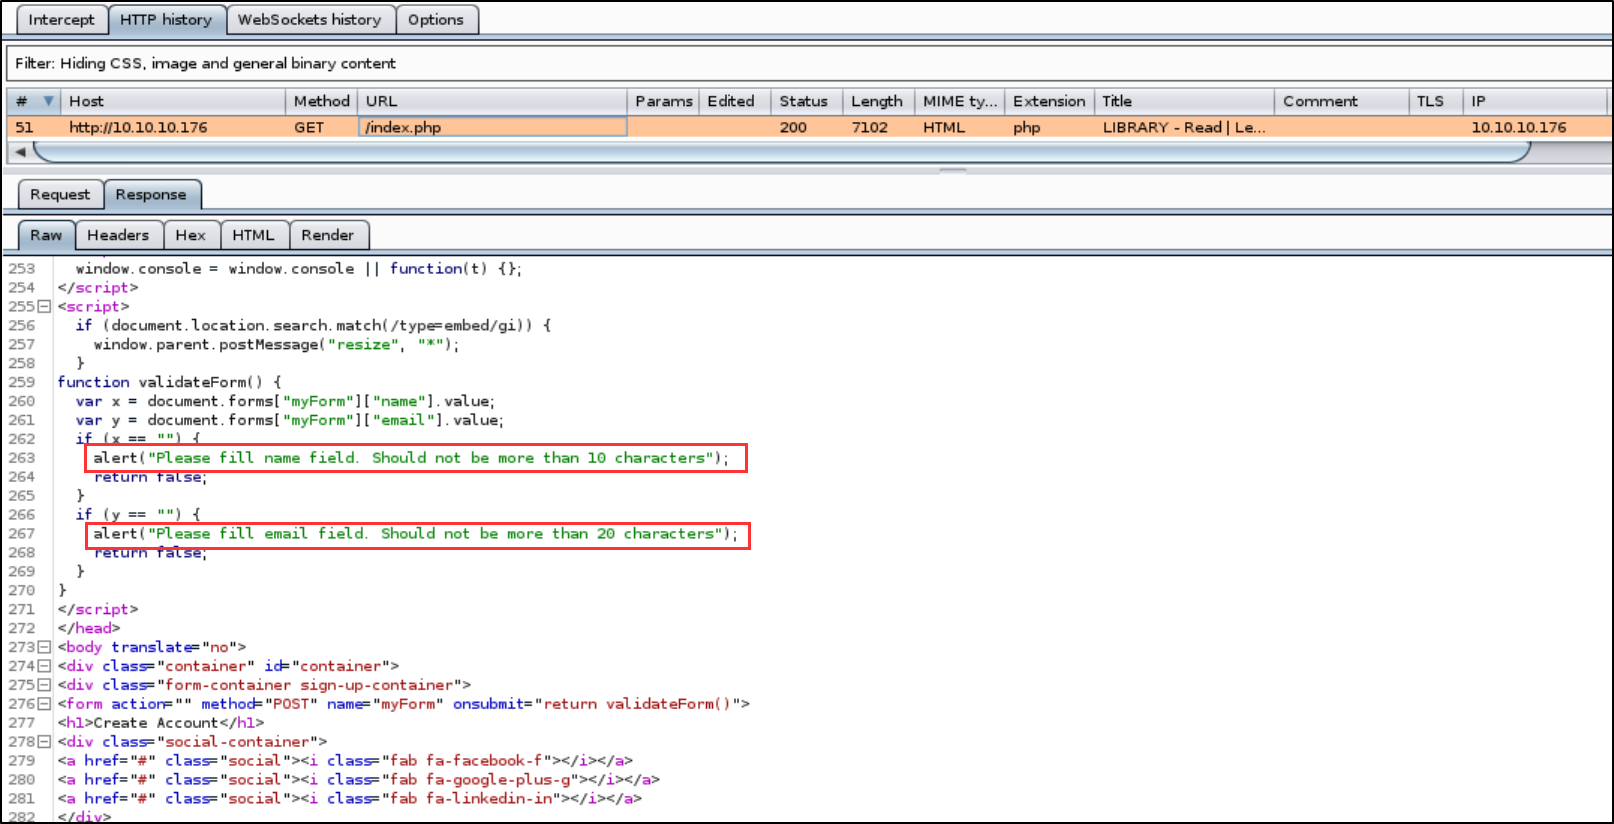 Intercept HTTP history WebSockets history Options
Filter: Hiding CSS, image and general binary content
# Host Method URL Params Edited Status Length MIME ty... Extension Title Comment TLS IP
51 http://10.10.10.176 GET /index.php 200 7102 HTML php LIBRARY - Read | Le... 10.10.10.176
Request Response
Raw Headers Hex HTML Render
253 window.console = window.console || function(t) {};
254 </script>
255 <script>
256 if (document.location.search.match(/type=embed/gi)) {
257 window.parent.postMessage("resize", "*");
258 }
259 function validateForm() {
260 var x = document.forms["myForm"]["name"].value;
261 var y = document.forms["myForm"]["email"].value;
262 if (x == "") {
263 alert("Please fill name field. Should not be more than 10 characters");
264 return false;
265 }
266 if (y == "") {
267 alert("Please fill email field. Should not be more than 20 characters");
268 return false;
269 }
270 }
271 </script>
272 </head>
273 <body translate="no">
274 <div class="container" id="container">
275 <div class="form-container sign-up-container">
276 <form action="" method="POST" name="myForm" onsubmit="return validateForm()">
277 <h1>Create Account</h1>
278 <div class="social-container">
279 <a href="#" class="social"><i class="fab fa-facebook-f"></i></a>
280 <a href="#" class="social"><i class="fab fa-google-plus-g"></i></a>
281 <a href="#" class="social"><i class="fab fa-linkedin-in"></i></a>
282 </div>